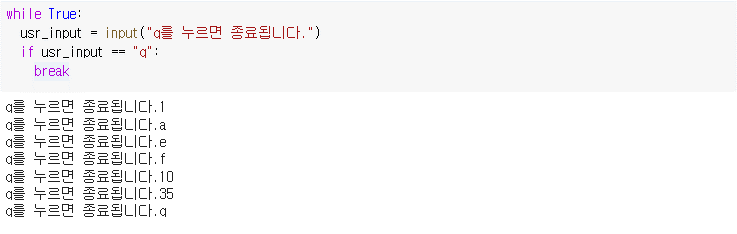 while True:
usr_input = input("q를 누르면 종료됩니다.")
if usr_input == "q":
break
q를 누르면 종료됩니다.1
q를 누르면 종료됩니다.a
q를 누르면 종료됩니다.e
q를 누르면 종료됩니다.f
q를 누르면 종료됩니다.10
q를 누르면 종료됩니다.35
q를 누르면 종료됩니다.q